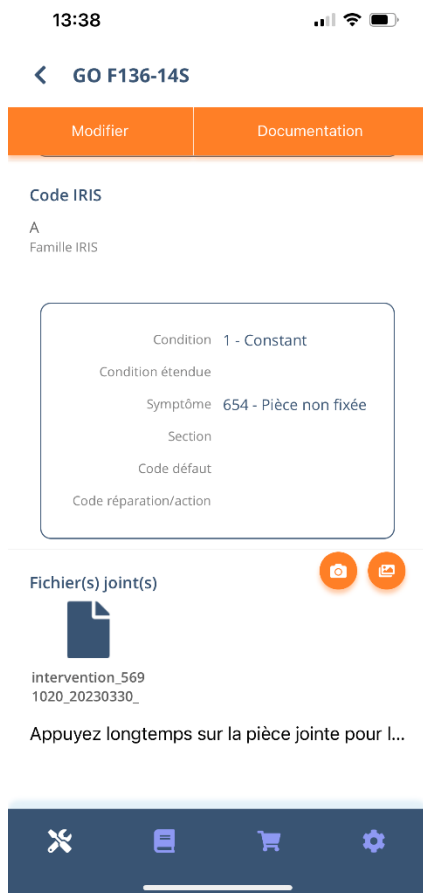 13:38
GO F136-14S
Modifier Documentation
Code IRIS
A
Famille IRIS
Condition 1 - Constant
Condition étendue
Symptôme 654 - Pièce non fixée
Section
Code défaut
Code réparation/action
Fichier(s) joint(s)
intervention_569
1020_20230330_
Appuyez longtemps sur la pièce jointe pour l...